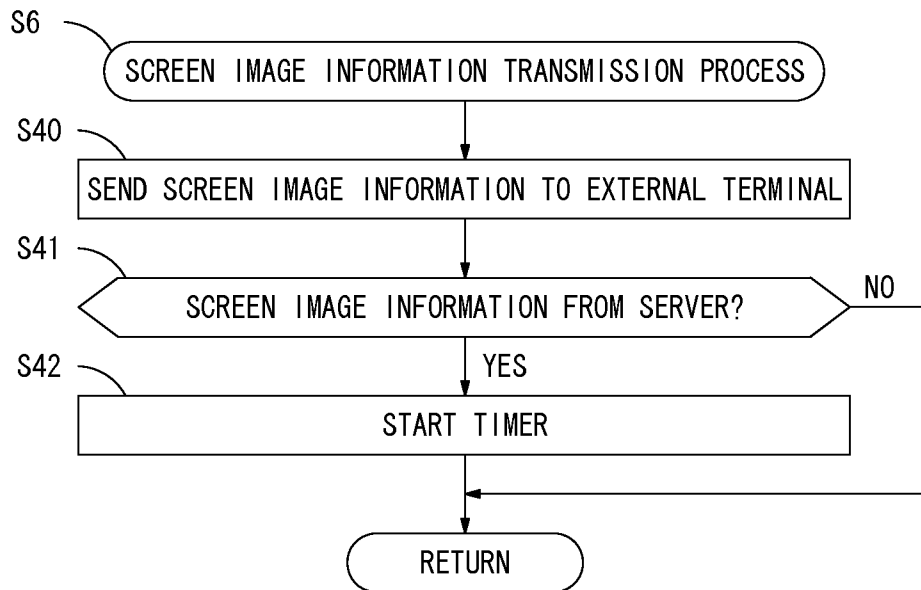 S6
SCREEN IMAGE INFORMATION TRANSMISSION PROCESS
S40
SEND SCREEN IMAGE INFORMATION TO EXTERNAL TERMINAL
S41
SCREEN IMAGE INFORMATION FROM SERVER?
NO
YES
S42
START TIMER
RETURN